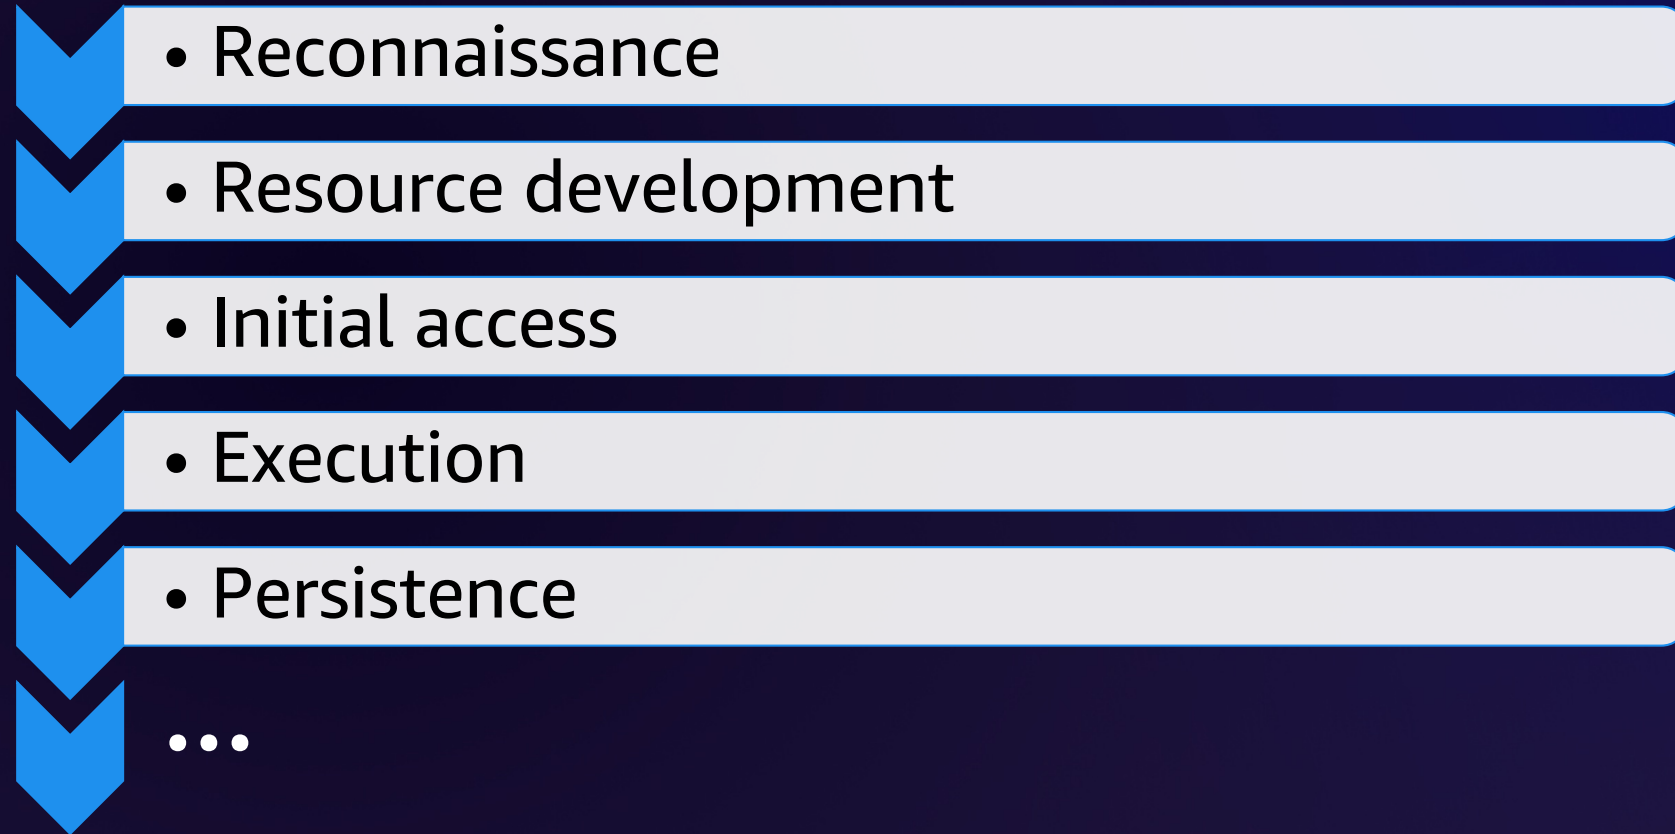 • Reconnaissance
• Resource development
• Initial access
• Execution
• Persistence
...